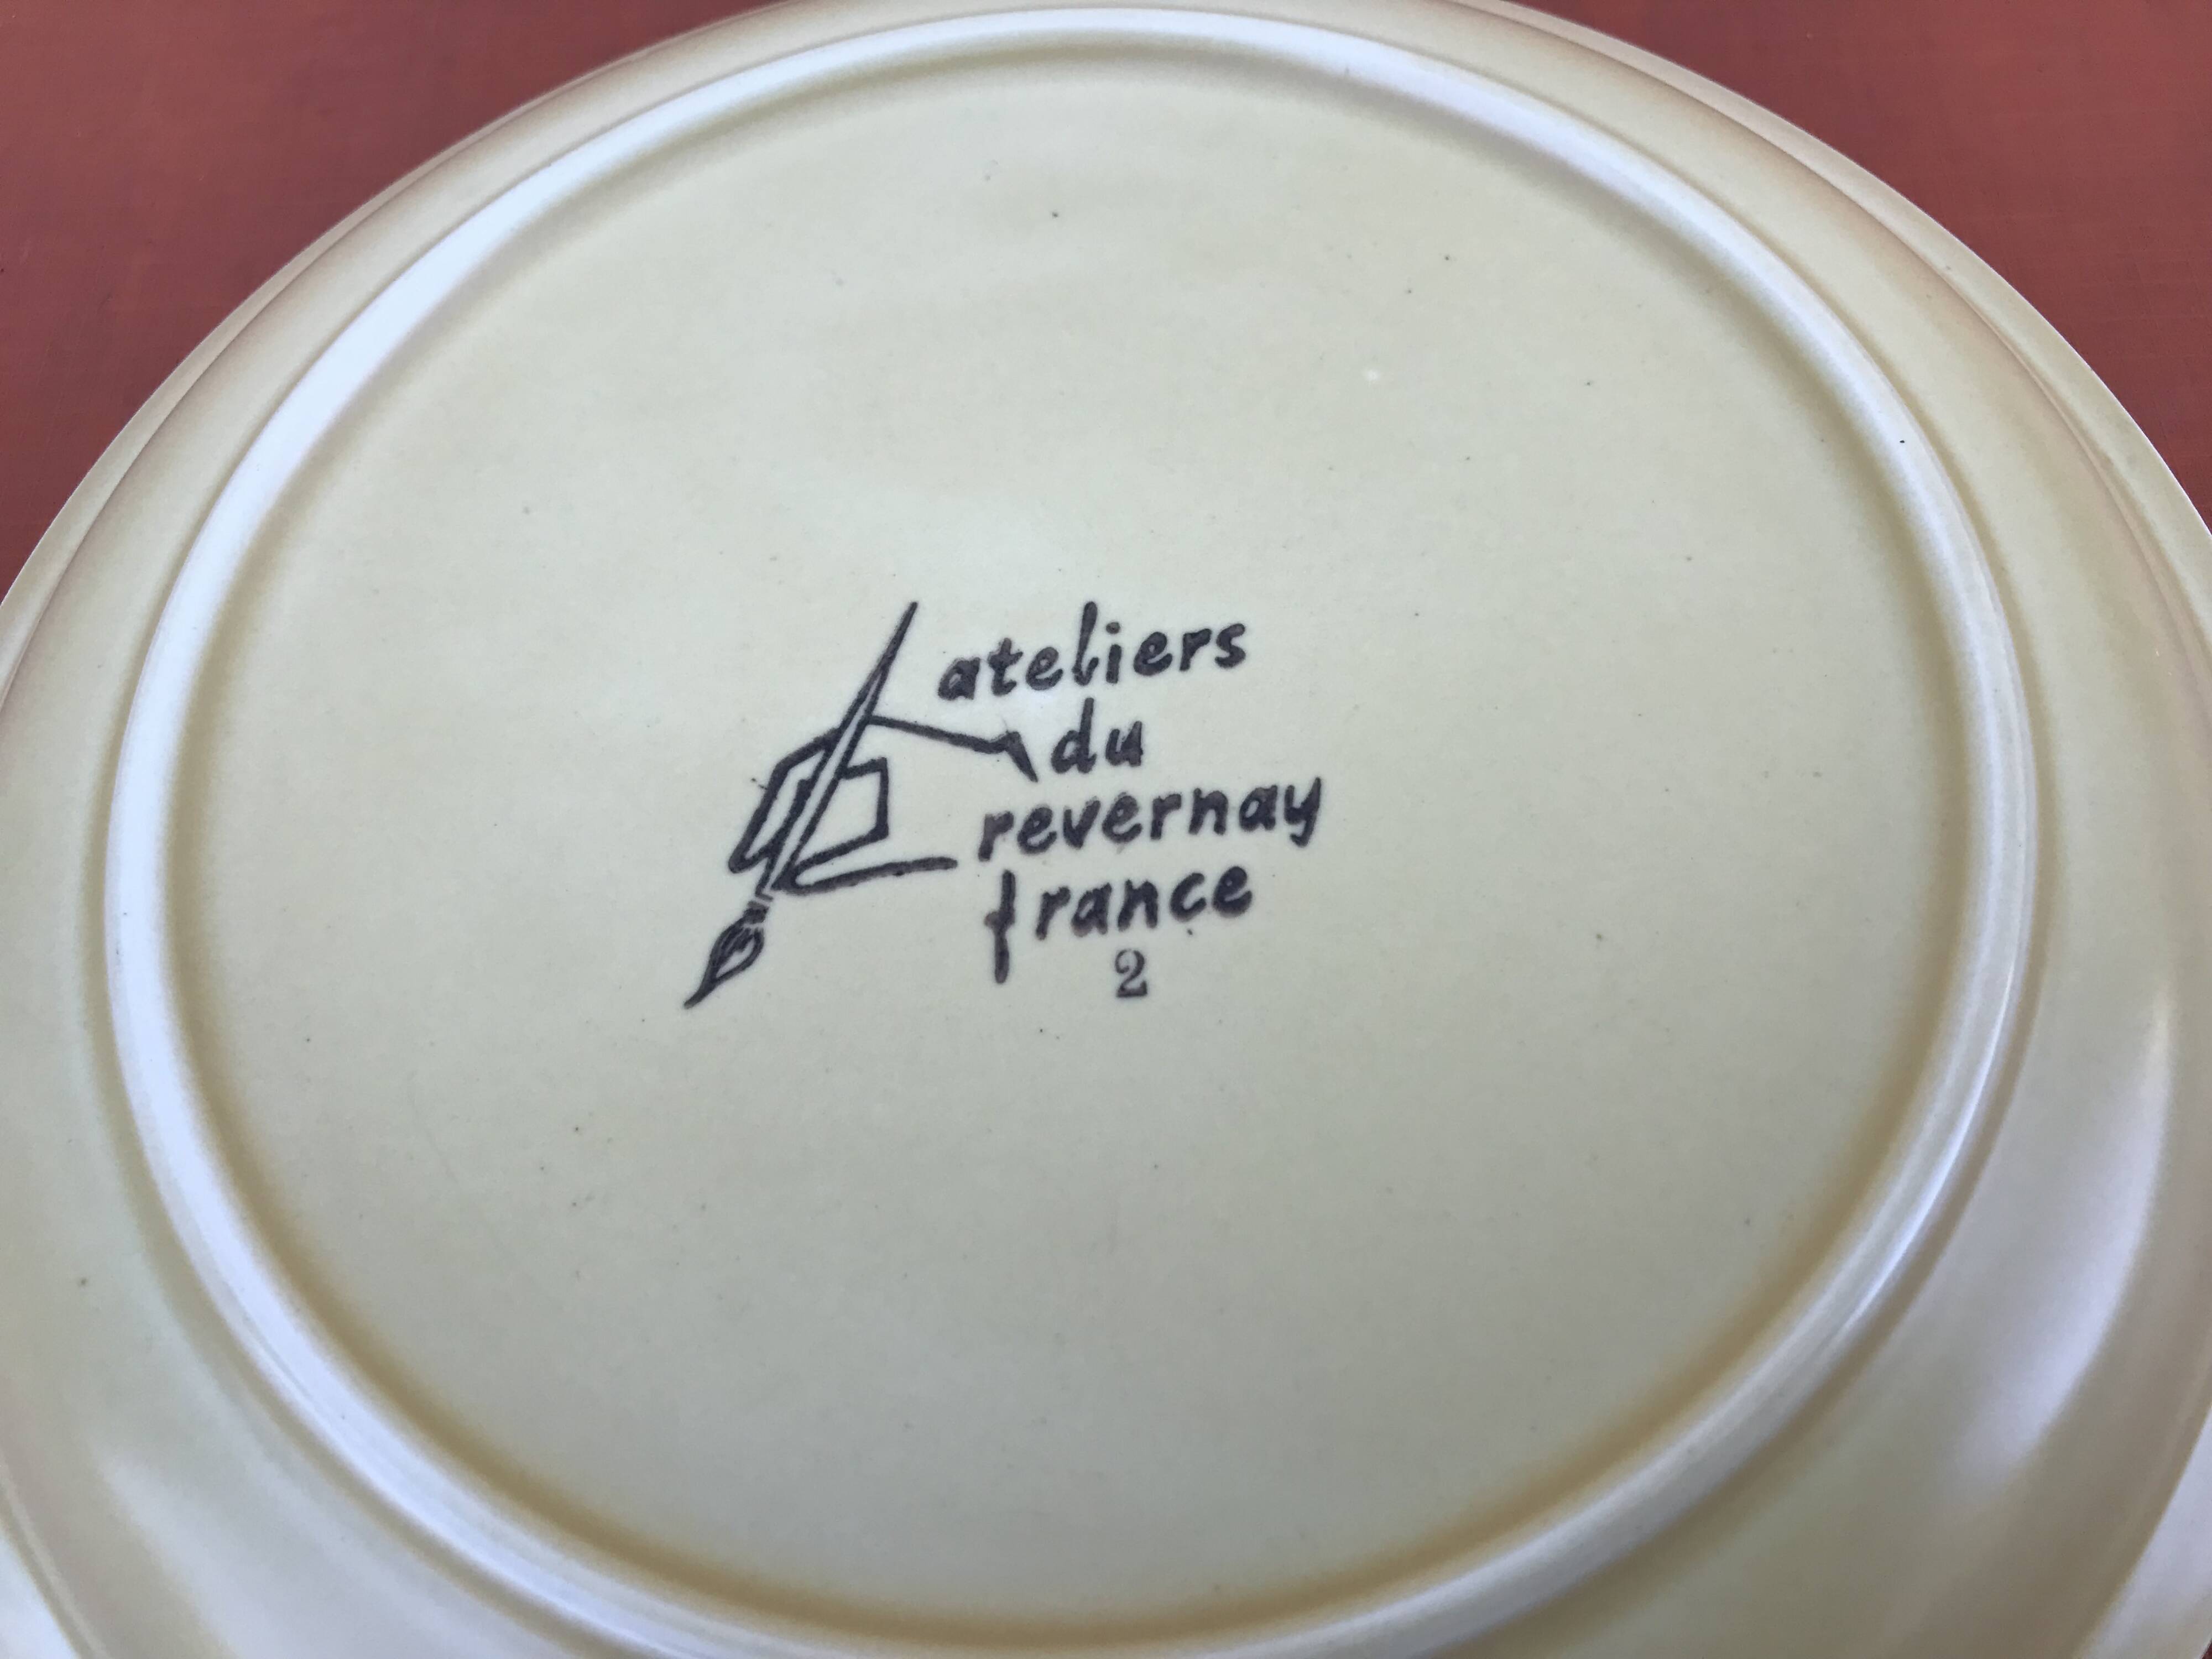 ateliers
du
revernay
france
2